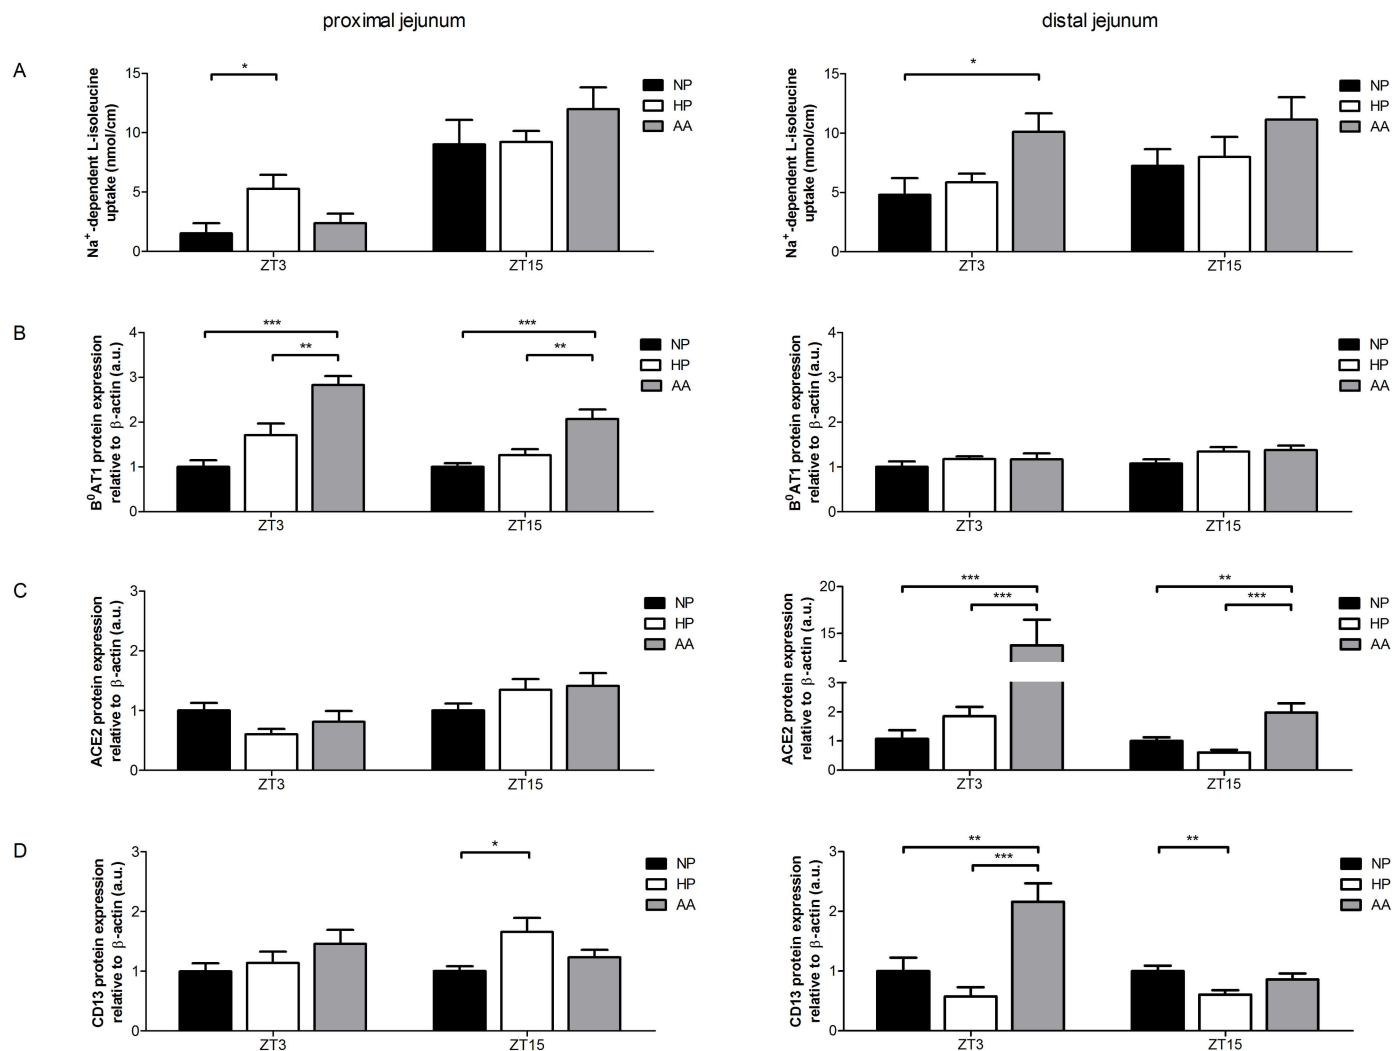 proximal jejunum
distal jejunum
A
Na+-dependent L-isoleucine
uptake (nmol/cm)
15
10
5
0
*
ZT3
ZT15
NP
HP
AA
Na+-dependent L-isoleucine
uptake (nmol/cm)
15
10
5
0
*
ZT3
ZT15
NP
HP
AA
B
B0AT1 protein expression
relative to β-actin (a.u.)
4
3
2
1
0
***
**
***
**
ZT3
ZT15
NP
HP
AA
B0AT1 protein expression
relative to β-actin (a.u.)
4
3
2
1
0
ZT3
ZT15
NP
HP
AA
C
ACE2 protein expression
relative to β-actin (a.u.)
3
2
1
0
ZT3
ZT15
NP
HP
AA
ACE2 protein expression
relative to β-actin (a.u.)
20
15
3
2
1
0
***
***
**
***
ZT3
ZT15
NP
HP
AA
D
CD13 protein expression
relative to β-actin (a.u.)
3
2
1
0
*
ZT3
ZT15
NP
HP
AA
CD13 protein expression
relative to β-actin (a.u.)
3
2
1
0
**
***
**
ZT3
ZT15
NP
HP
AA